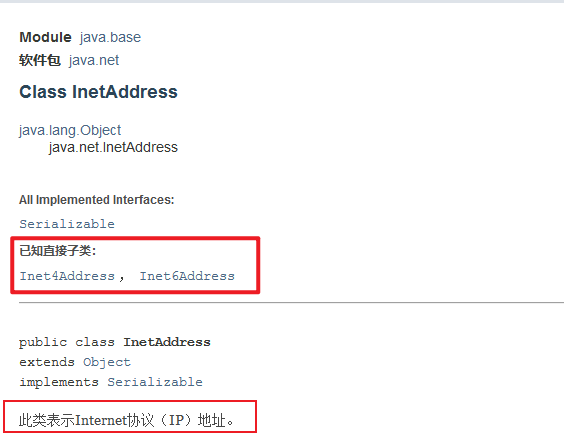 Module java.base
软件包 java.net
Class InetAddress
java.lang.Object
java.net.InetAddress
All Implemented Interfaces:
Serializable
已知直接子类:
Inet4Address , Inet6Address
public class InetAddress
extends Object
implements Serializable
此类表示Internet协议（IP）地址。